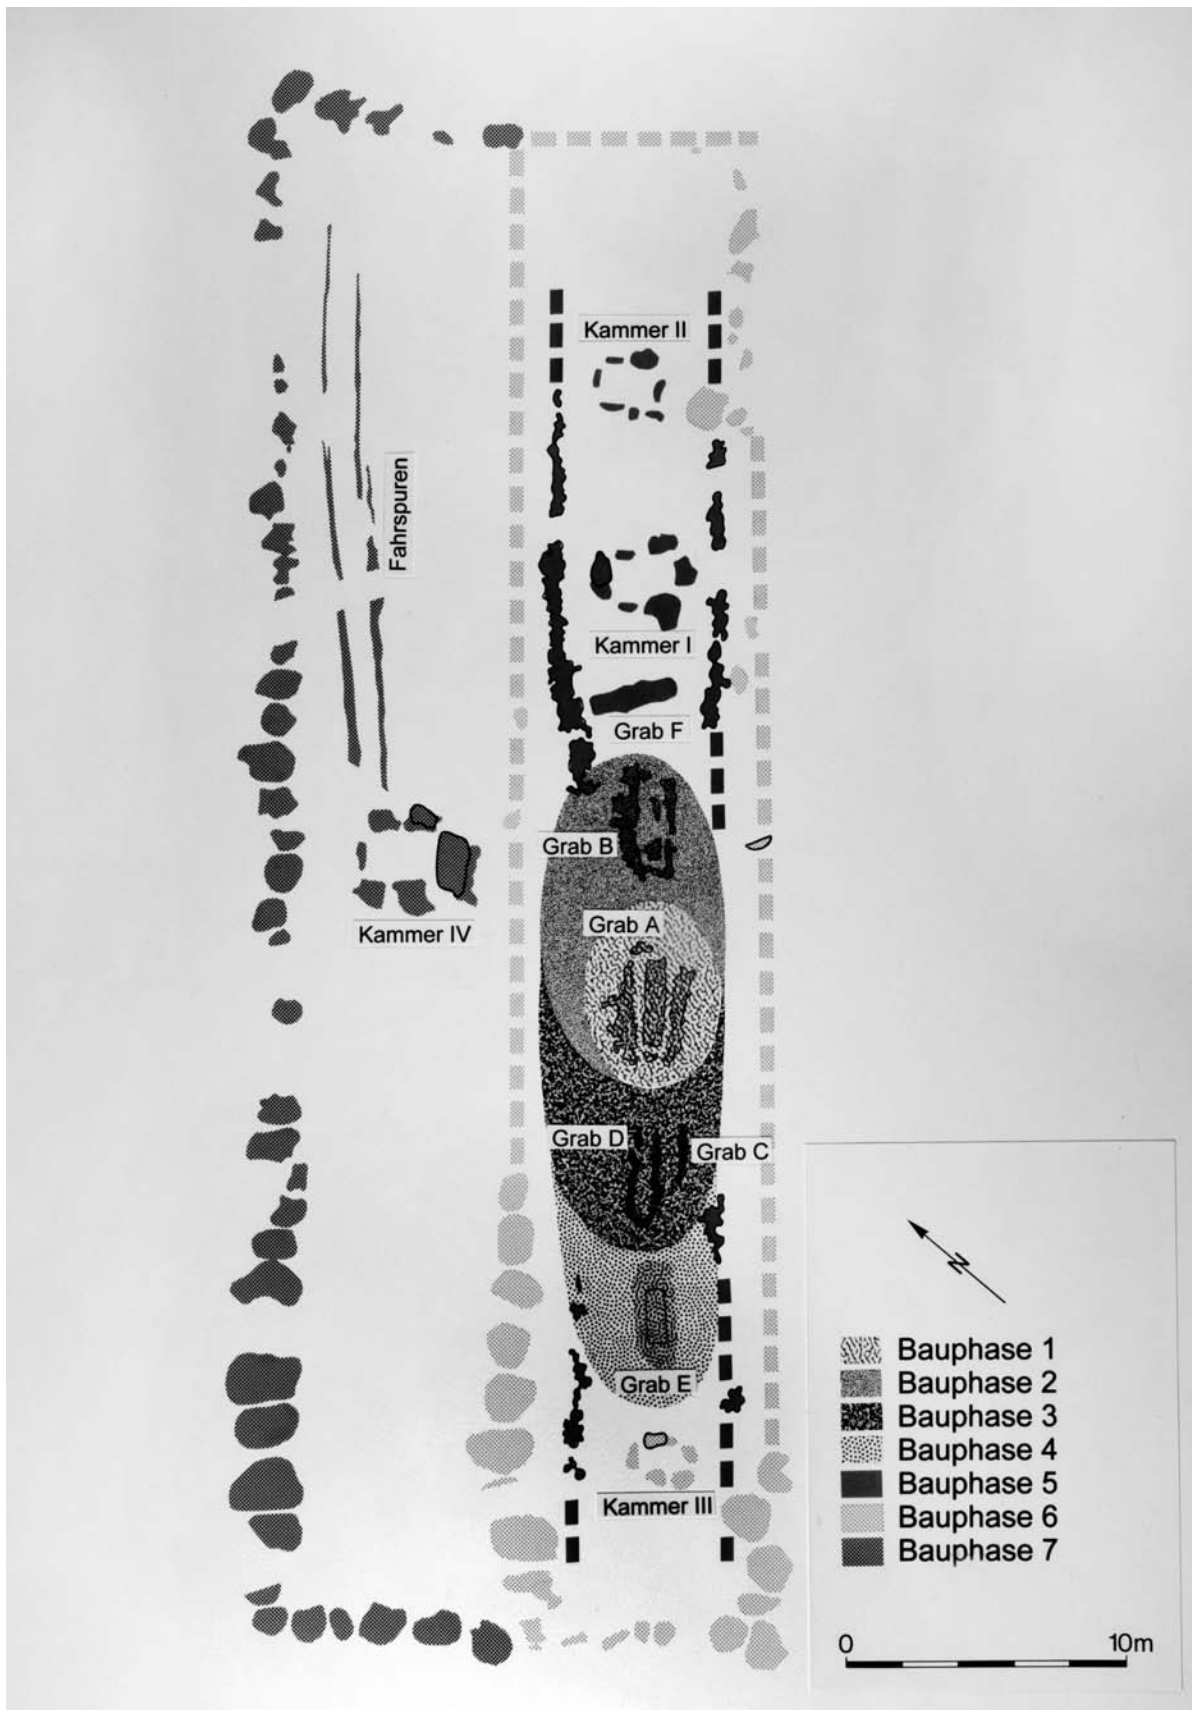 Kammer II
Fahrspuren
Kammer I
Grab F
Grab B
Grab A
Kammer IV
Grab D
Grab C
Grab E
Kammer III
N
Bauphase 1
Bauphase 2
Bauphase 3
Bauphase 4
Bauphase 5
Bauphase 6
Bauphase 7
0 10m